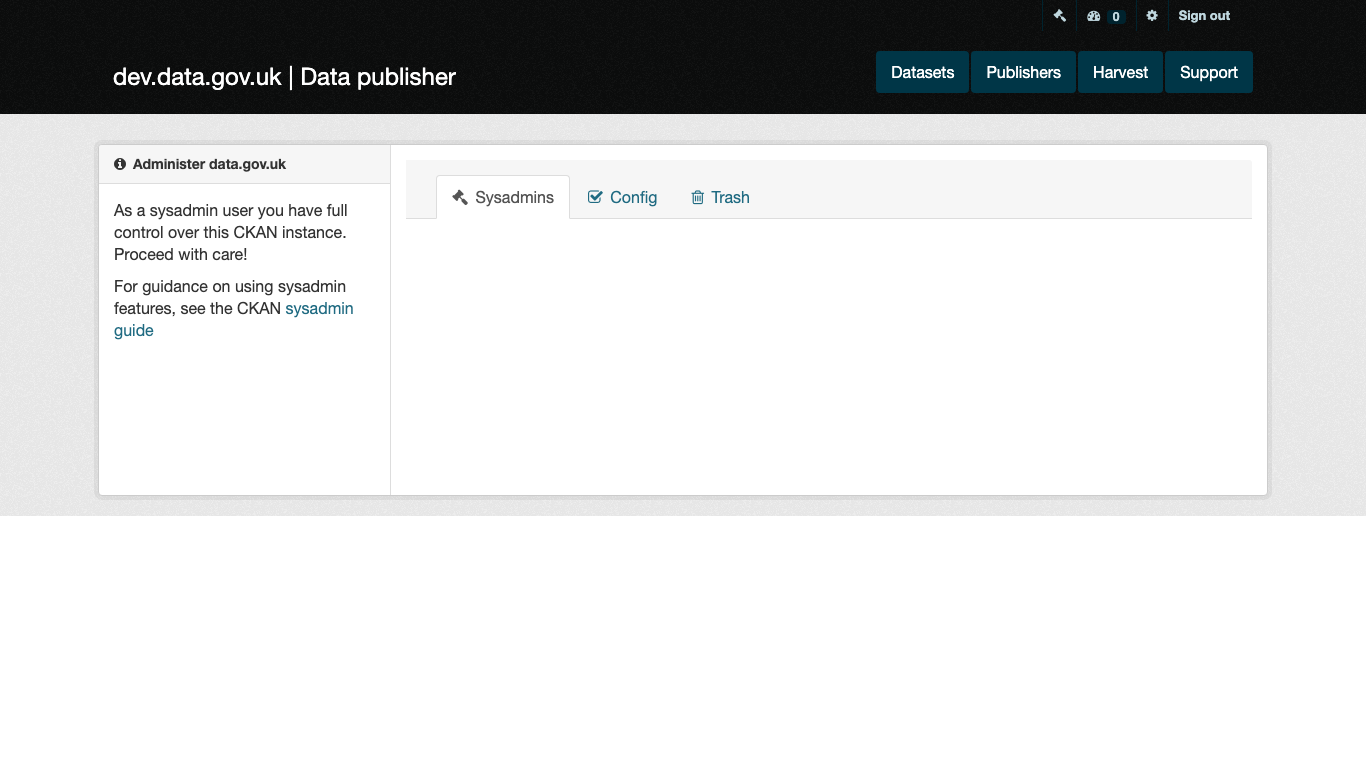 0
Sign out
dev.data.gov.uk | Data publisher
Datasets
Publishers
Harvest
Support
Administer data.gov.uk
As a sysadmin user you have full
control over this CKAN instance.
Proceed with care!
For guidance on using sysadmin
features, see the CKAN sysadmin
guide
Sysadmins
Config
Trash